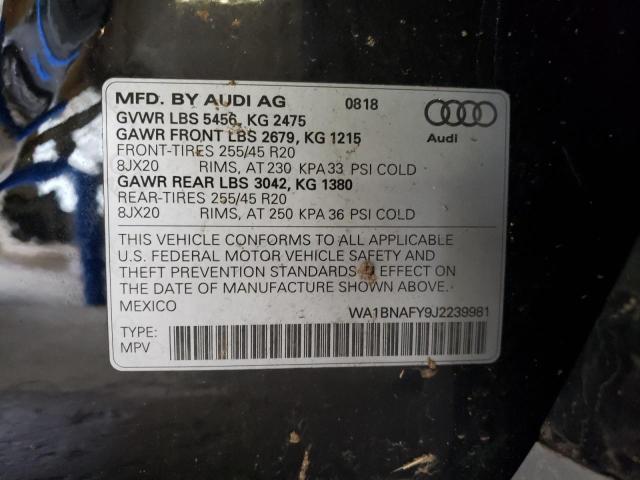 MFD. BY AUDI AG 0818
GVWR LBS 5456, KG 2475
GAWR FRONT LBS 2679, KG 1215
Audi
FRONT-TIRES 255/45 R20
8JX20 RIMS, AT 230 KPA 33 PSI COLD
GAWR REAR LBS 3042, KG 1380
REAR-TIRES 255/45 R20
8JX20 RIMS, AT 250 KPA 36 PSI COLD
THIS VEHICLE CONFORMS TO ALL APPLICABLE
U.S. FEDERAL MOTOR VEHICLE SAFETY AND
THEFT PREVENTION STANDARDS IN EFFECT ON
THE DATE OF MANUFACTURE SHOWN ABOVE.
MEXICO WA1BNAFY9J2239981
TYPE:
MPV